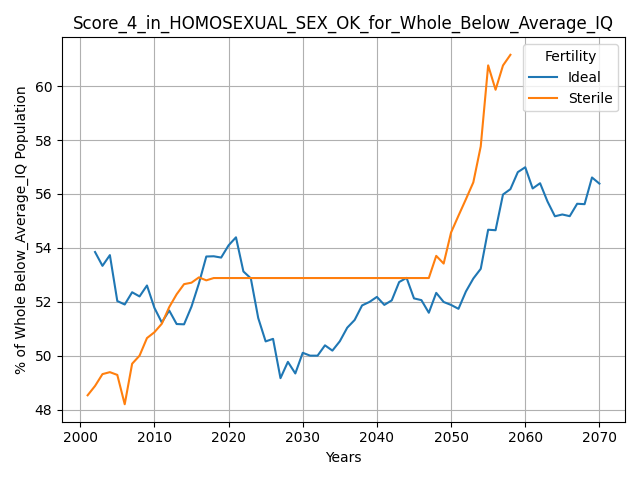 Score_4_in_HOMOSEXUAL_SEX_OK_for_Whole_Below_Average_IQ
Fertility
Ideal
Sterile
% of Whole Below_Average_IQ Population
60
58
56
54
52
50
48
2000 2010 2020 2030 2040 2050 2060 2070
Years